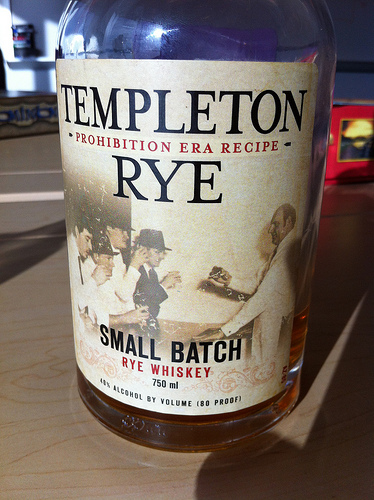 TEMPLETON
- PROHIBITION ERA RECIPE -
RYE
SMALL BATCH
RYE WHISKEY
750 ml
40% ALCOHOL BY VOLUME (80 PROOF)